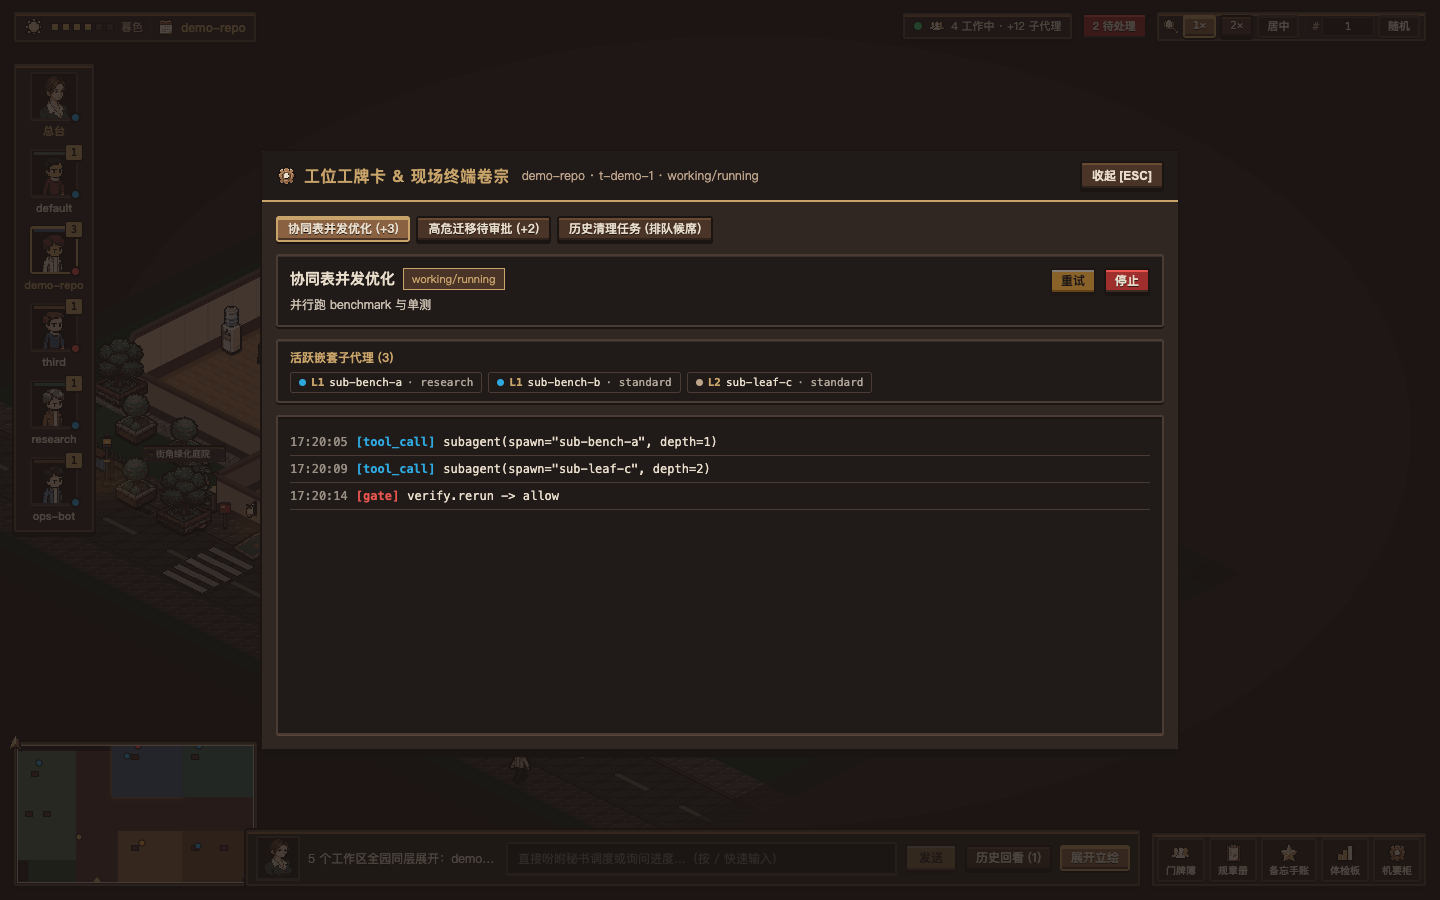 暮色 demo-repo
4 工作中 · +12 子代理
2 待处理
1× 2× 居中 # 1 随机
总台
1
default
3
demo-repo
1
third
1
research
1
ops-bot
街角绿化庭院
工位工牌卡 & 现场终端卷宗 demo-repo · t-demo-1 · working/running
收起 [ESC]
协同表并发优化 (+3) 高危迁移待审批 (+2) 历史清理任务 (排队候席)
协同表并发优化 working/running
重试 停止
并行跑 benchmark 与单测
活跃嵌套子代理 (3)
L1 sub-bench-a · research L1 sub-bench-b · standard L2 sub-leaf-c · standard
17:20:05 [tool_call] subagent(spawn="sub-bench-a", depth=1)
17:20:09 [tool_call] subagent(spawn="sub-leaf-c", depth=2)
17:20:14 [gate] verify.rerun -> allow
5 个工作区全园同层展开: demo...
直接吩咐秘书调度或询问进度... (按 / 快速输入)
发送 历史回看 (1) 展开立绘
门牌簿 规章册 备忘手账 体检板 机要柜